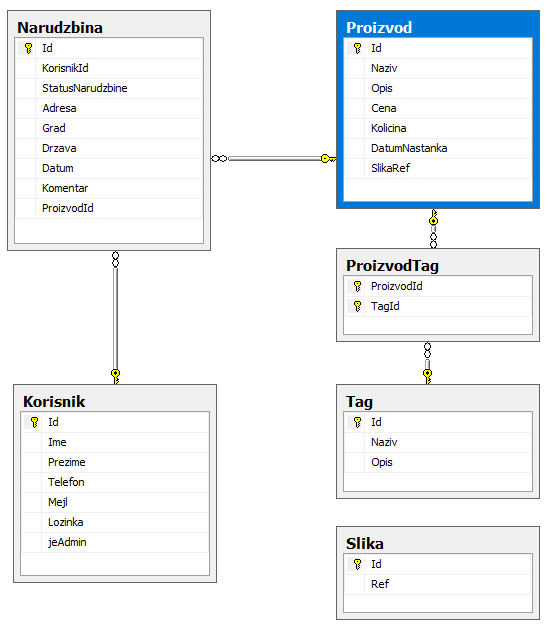 Narudzbina
Id
KorisnikId
StatusNarudzbine
Adresa
Grad
Drzava
Datum
Komentar
ProizvodId
Proizvod
Id
Naziv
Opis
Cena
Kolicina
DatumNastanka
SlikaRef
ProizvodTag
ProizvodId
TagId
Korisnik
Id
Ime
Prezime
Telefon
Mejl
Lozinka
jeAdmin
Tag
Id
Naziv
Opis
Slika
Id
Ref